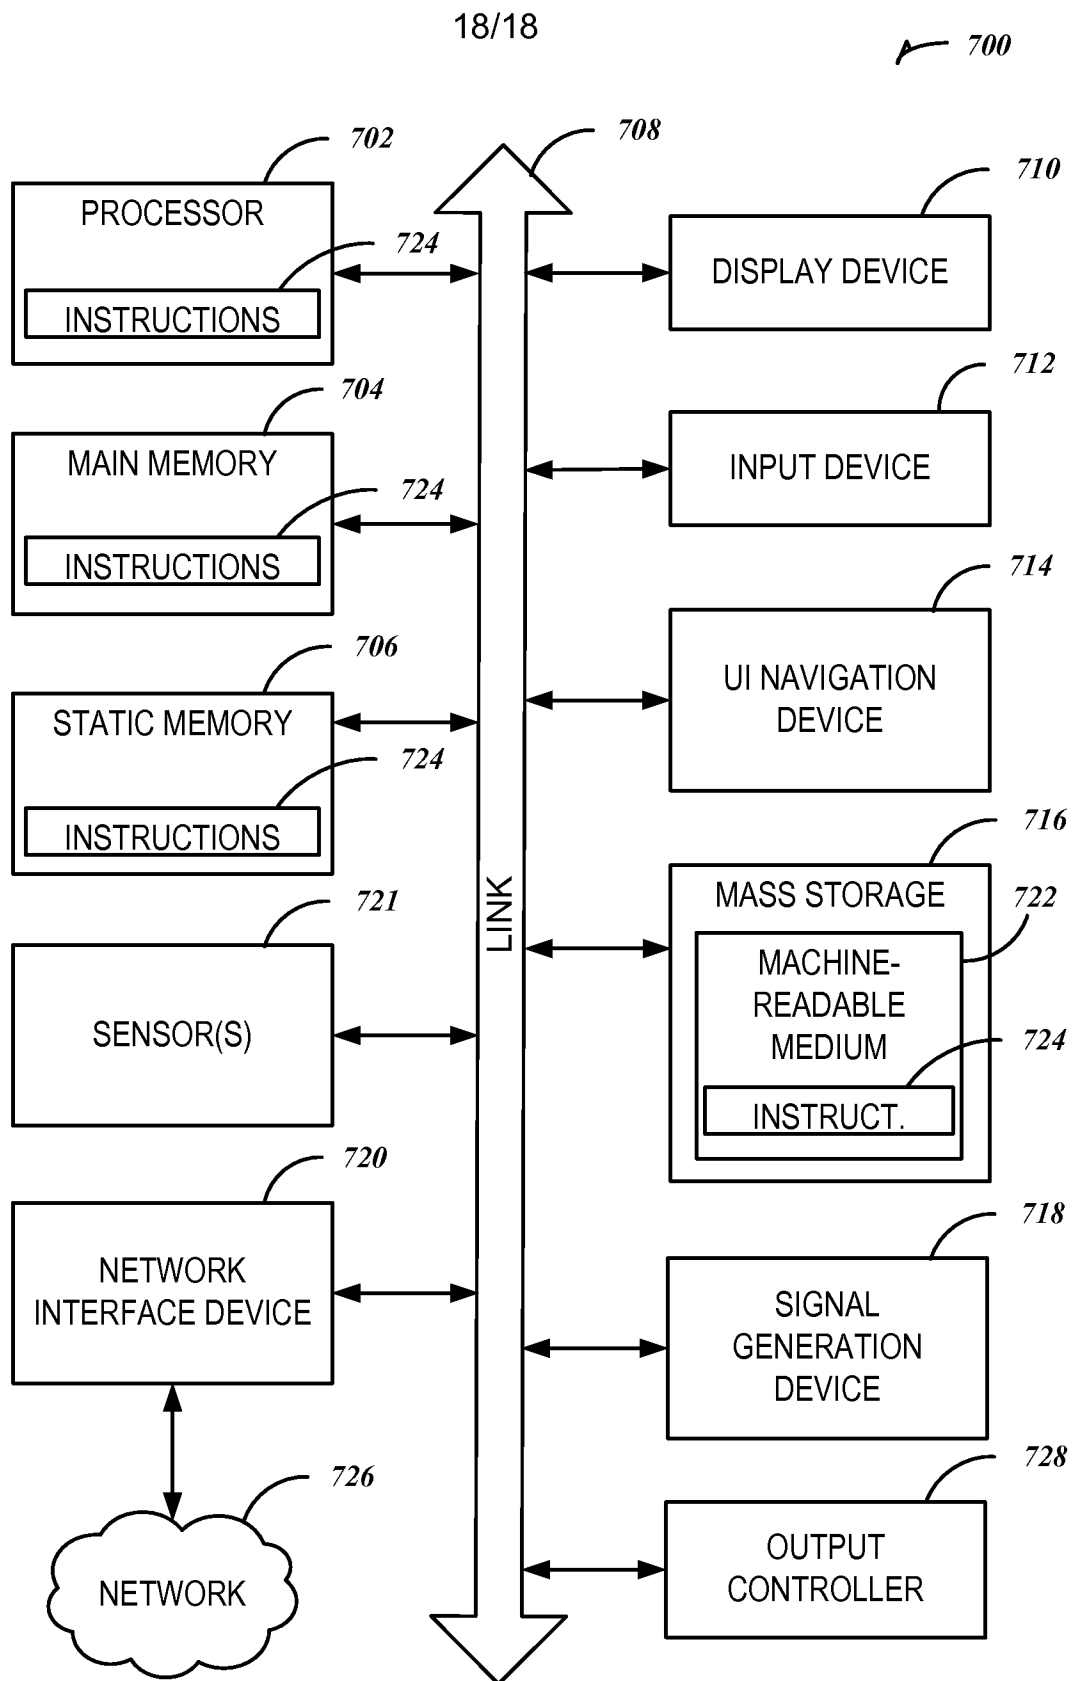 18/18
700
702
PROCESSOR
724
INSTRUCTIONS
704
MAIN MEMORY
724
INSTRUCTIONS
706
STATIC MEMORY
724
INSTRUCTIONS
721
SENSOR(S)
720
NETWORK
INTERFACE DEVICE
726
NETWORK
708
LINK
710
DISPLAY DEVICE
712
INPUT DEVICE
714
UI NAVIGATION
DEVICE
716
MASS STORAGE
722
MACHINE-
READABLE
MEDIUM
724
INSTRUCT.
718
SIGNAL
GENERATION
DEVICE
728
OUTPUT
CONTROLLER